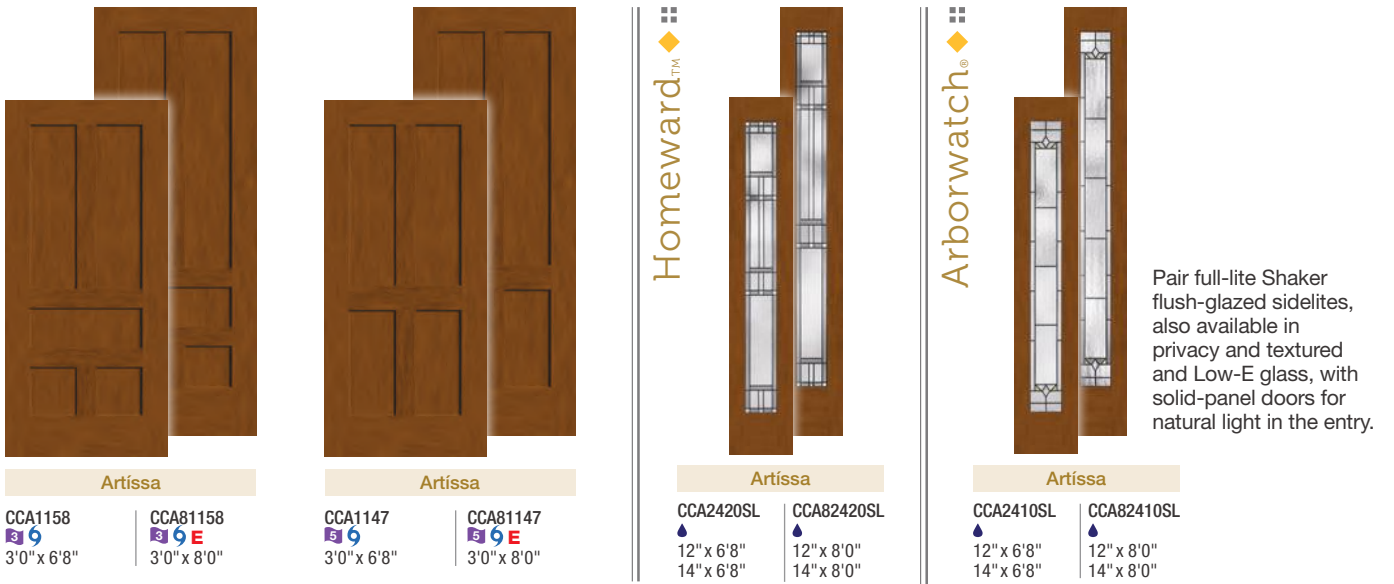 Artíssa
CCA1158
3
3'0" x 6'8"
CCA81158
3 E
3'0" x 8'0"
Artíssa
CCA1147
5
3'0" x 6'8"
CCA81147
5 E
3'0" x 8'0"
Homeward™
Artíssa
CCA2420SL
12" x 6'8"
14" x 6'8"
CCA82420SL
12" x 8'0"
14" x 8'0"
Arborwatch®
Artíssa
CCA2410SL
12" x 6'8"
14" x 6'8"
CCA82410SL
12" x 8'0"
14" x 8'0"
Pair full-lite Shaker
flush-glazed sidelites,
also available in
privacy and textured
and Low-E glass, with
solid-panel doors for
natural light in the entry.